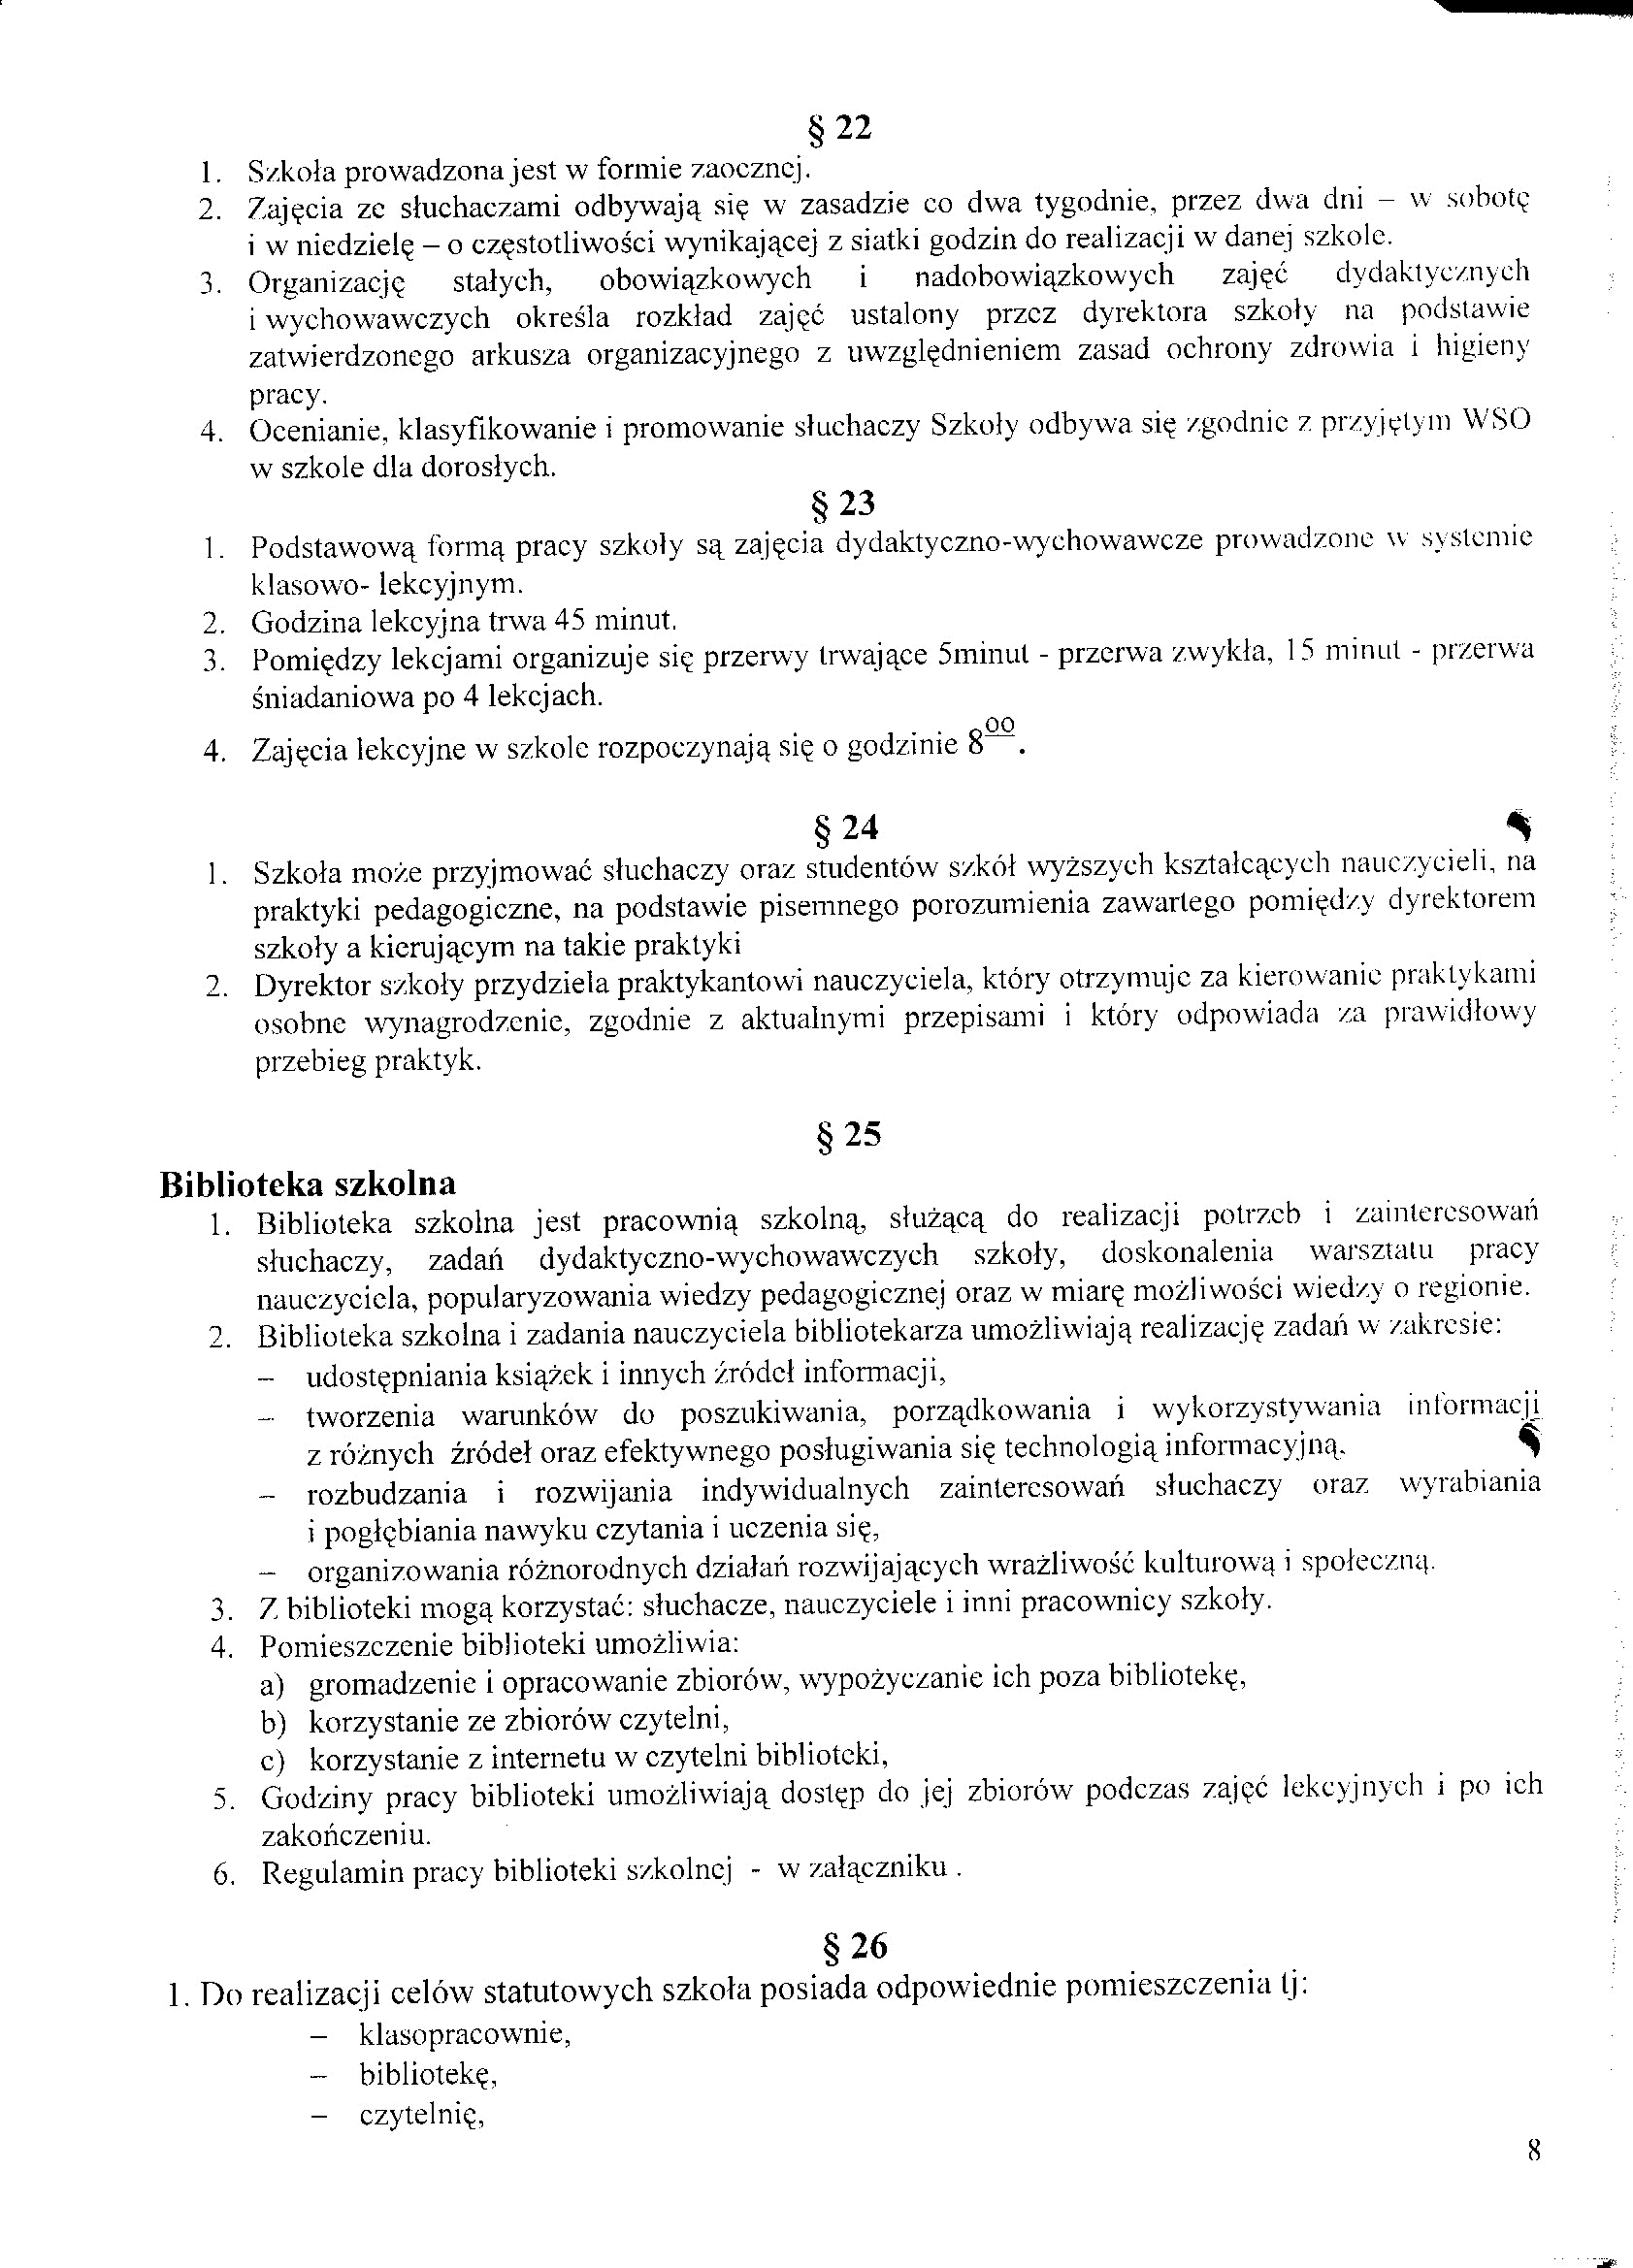 § 22
1. Szkoła prowadzona jest w formie zaocznej.
2. Zajęcia ze słuchaczami odbywają się w zasadzie co dwa tygodnie, przez dwa dni – w sobotę
i w niedzielę – o częstotliwości wynikającej z siatki godzin do realizacji w danej szkole.
3. Organizację stałych, obowiązkowych i nadobowiązkowych zajęć dydaktycznych
i wychowawczych określa rozkład zajęć ustalony przez dyrektora szkoły na podstawie
zatwierdzonego arkusza organizacyjnego z uwzględnieniem zasad ochrony zdrowia i higieny
pracy.
4. Ocenianie, klasyfikowanie i promowanie słuchaczy Szkoły odbywa się zgodnie z przyjętym WSO
w szkole dla dorosłych.
§ 23
1. Podstawową formą pracy szkoły są zajęcia dydaktyczno-wychowawcze prowadzone w systemie
klasowo- lekcyjnym.
2. Godzina lekcyjna trwa 45 minut.
3. Pomiędzy lekcjami organizuje się przerwy trwające 5minut - przerwa zwykła, 15 minut - przerwa
śniadaniowa po 4 lekcjach.
4. Zajęcia lekcyjne w szkole rozpoczynają się o godzinie 8⁰⁰.
§ 24
1. Szkoła może przyjmować słuchaczy oraz studentów szkół wyższych kształcących nauczycieli, na
praktyki pedagogiczne, na podstawie pisemnego porozumienia zawartego pomiędzy dyrektorem
szkoły a kierującym na takie praktyki
2. Dyrektor szkoły przydziela praktykantowi nauczyciela, który otrzymuje za kierowanie praktykami
osobne wynagrodzenie, zgodnie z aktualnymi przepisami i który odpowiada za prawidłowy
przebieg praktyk.
§ 25
Biblioteka szkolna
1. Biblioteka szkolna jest pracownią szkolną, służącą do realizacji potrzeb i zainteresowań
słuchaczy, zadań dydaktyczno-wychowawczych szkoły, doskonalenia warsztatu pracy
nauczyciela, popularyzowania wiedzy pedagogicznej oraz w miarę możliwości wiedzy o regionie.
2. Biblioteka szkolna i zadania nauczyciela bibliotekarza umożliwiają realizację zadań w zakresie:
– udostępniania książek i innych źródeł informacji,
– tworzenia warunków do poszukiwania, porządkowania i wykorzystywania informacji
z różnych źródeł oraz efektywnego posługiwania się technologią informacyjną.
– rozbudzania i rozwijania indywidualnych zainteresowań słuchaczy oraz wyrabiania
i pogłębiania nawyku czytania i uczenia się,
– organizowania różnorodnych działań rozwijających wrażliwość kulturową i społeczną.
3. Z biblioteki mogą korzystać: słuchacze, nauczyciele i inni pracownicy szkoły.
4. Pomieszczenie biblioteki umożliwia:
a) gromadzenie i opracowanie zbiorów, wypożyczanie ich poza bibliotekę,
b) korzystanie ze zbiorów czytelni,
c) korzystanie z internetu w czytelni biblioteki,
5. Godziny pracy biblioteki umożliwiają dostęp do jej zbiorów podczas zajęć lekcyjnych i po ich
zakończeniu.
6. Regulamin pracy biblioteki szkolnej - w załączniku .
§ 26
1. Do realizacji celów statutowych szkoła posiada odpowiednie pomieszczenia tj:
– klasopracownie,
– bibliotekę,
– czytelnię,
8